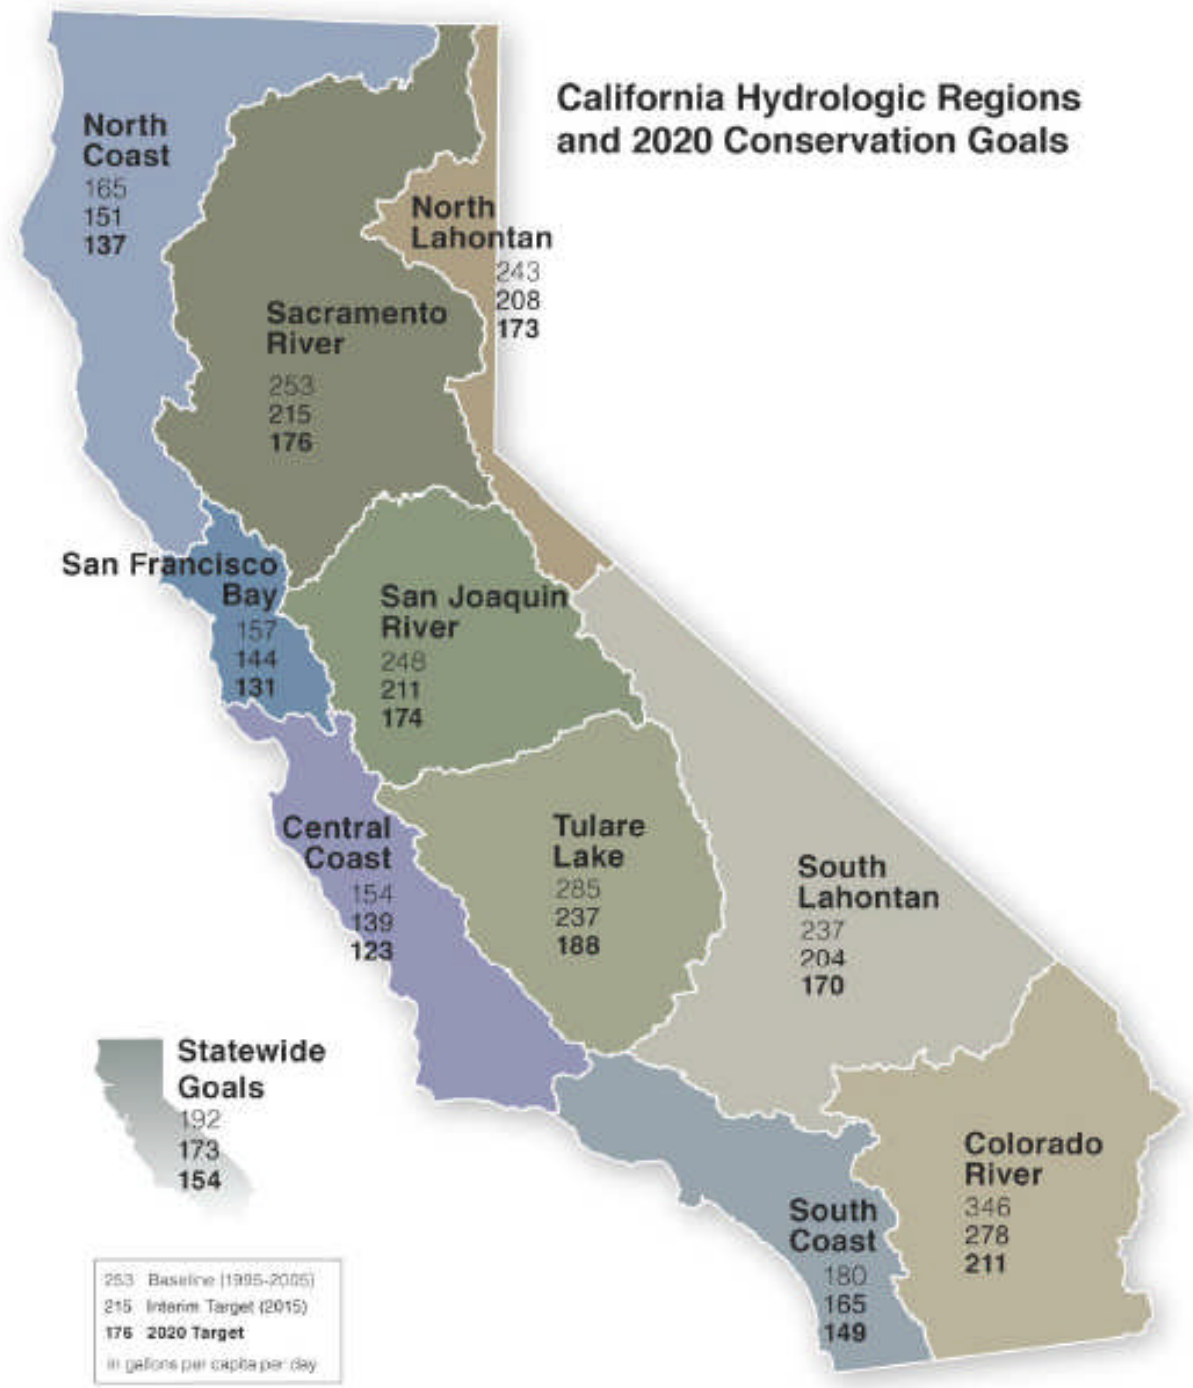 California Hydrologic Regions
and 2020 Conservation Goals
North
Coast
165
151
137
North
Lahontan
243
208
173
Sacramento
River
253
215
176
San Francisco
Bay
157
144
131
San Joaquin
River
248
211
174
Central
Coast
154
139
123
Tulare
Lake
285
237
188
South
Lahontan
237
204
170
Statewide
Goals
192
173
154
Colorado
River
346
278
211
South
Coast
180
165
149
253 Baseline (1995-2005)
215 Interim Target (2015)
176 2020 Target
in gallons per capita per day